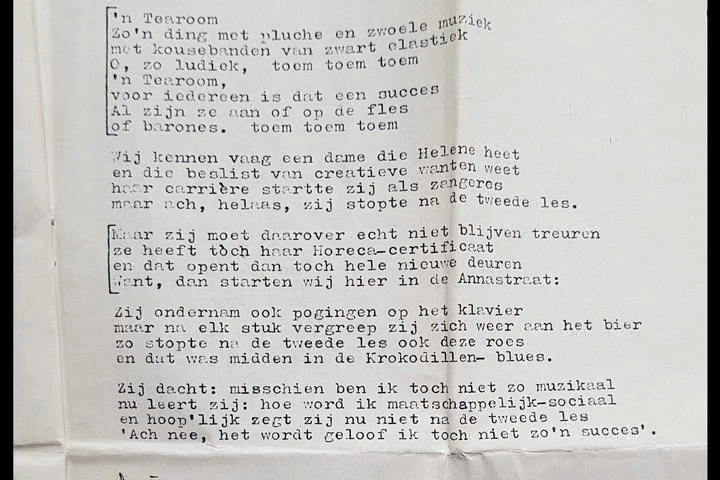 'n Tearoom
Zo'n ding met pluche en zwoele muziek
met kousebanden van zwart elastiek
O, zo ludiek, toem toem toem
'n Tearoom,
voor iedereen is dat een succes
Al zijn ze aan of op de fles
of barones. toem toem toem
Wij kennen vaag een dame die Helene heet
en die beslist van creatieve wanten weet
haar carrière startte zij als zangeres
maar ach, helaas, zij stopte na de tweede les.
Maar zij moet daarover echt niet blijven treuren
ze heeft tòch haar Horeca-certificaat
en dat opent dan toch hele nieuwe deuren
Want, dan starten wij hier in de Annastraat:
Zij ondernam ook pogingen op het klavier
maar na elk stuk vergreep zij zich weer aan het bier
zo stopte na de tweede les ook deze roes
en dat was midden in de Krokodillen- blues.
Zij dacht: misschien ben ik toch niet zo muzikaal
nu leert zij: hoe word ik maatschappelijk-sociaal
en hoop'lijk zegt zij nu niet na de tweede les
'Ach nee, het wordt geloof ik toch niet zo'n succes'.